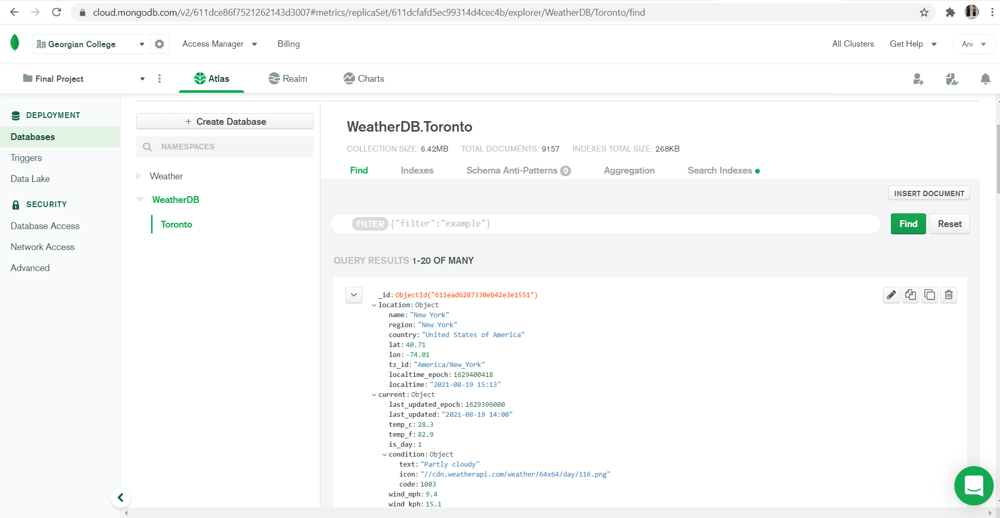 cloud.mongodb.com/v2/611dce86f7521262143d3007#metrics/replicaSet/611dcfafd5ec99314d4cec4b/explorer/WeatherDB/Toronto/find
Georgian College
Access Manager
Billing
All Clusters
Get Help
Ani
Final Project
Atlas
Realm
Charts
DEPLOYMENT
Databases
Triggers
Data Lake
SECURITY
Database Access
Network Access
Advanced
+ Create Database
NAMESPACES
Weather
WeatherDB
Toronto
WeatherDB.Toronto
COLLECTION SIZE: 6.42MB TOTAL DOCUMENTS: 9157 INDEXES TOTAL SIZE: 268KB
Find Indexes Schema Anti-Patterns 0 Aggregation Search Indexes
INSERT DOCUMENT
FILTER {"filter":"example"}
Find
Reset
QUERY RESULTS 1-20 OF MANY
_id: ObjectId("611ead6287330eb42e3e1551")
location: Object
name: "New York"
region: "New York"
country: "United States of America"
lat: 40.71
lon: -74.01
tz_id: "America/New_York"
localtime_epoch: 1629400418
localtime: "2021-08-19 15:13"
current: Object
last_updated_epoch: 1629396000
last_updated: "2021-08-19 14:00"
temp_c: 28.3
temp_f: 82.9
is_day: 1
condition: Object
text: "Partly cloudy"
icon: "//cdn.weatherapi.com/weather/64x64/day/116.png"
code: 1003
wind_mph: 9.4
wind_kph: 15.1